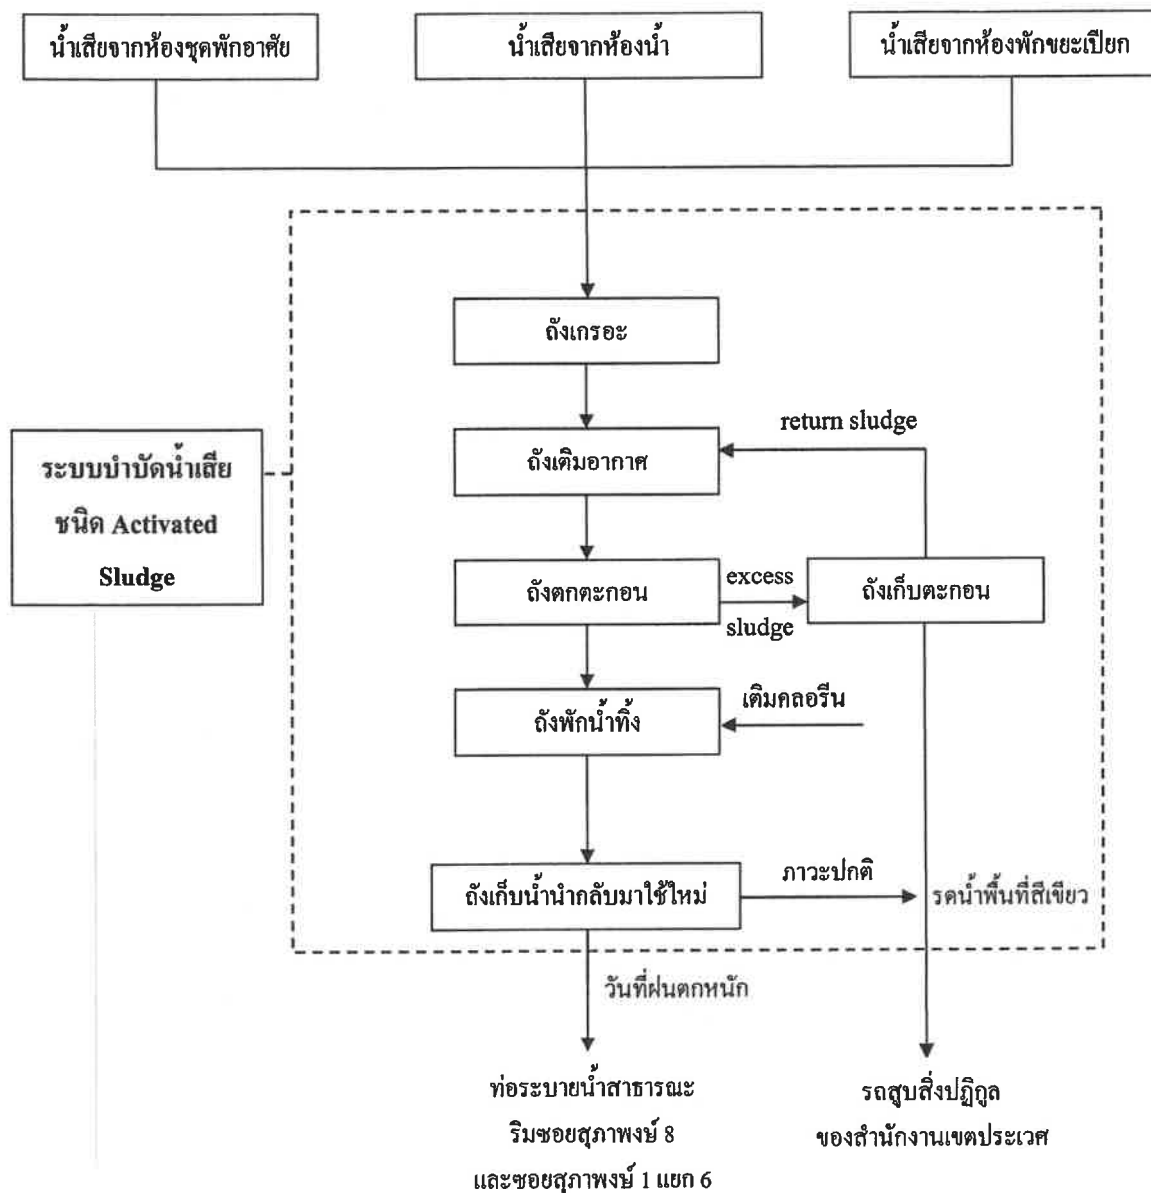 น้ำเสียจากห้องชุดพักอาศัย
น้ำเสียจากห้องน้ำ
น้ำเสียจากห้องพักขยะเปียก
ถังเกรอะ
return sludge
ถังเติมอากาศ
ระบบบำบัดน้ำเสีย
ชนิด Activated
Sludge
ถังตกตะกอน
excess
sludge
ถังเก็บตะกอน
เติมคลอรีน
ถังพักน้ำทิ้ง
ภาวะปกติ
ถังเก็บน้ำนำกลับมาใช้ใหม่
รดน้ำพื้นที่สีเขียว
วันที่ฝนตกหนัก
ท่อระบายน้ำสาธารณะ
ริมซอยสุภาพงษ์ 8
และซอยสุภาพงษ์ 1 แยก 6
รถสูบสิ่งปฏิกูล
ของสำนักงานเขตประเวศ